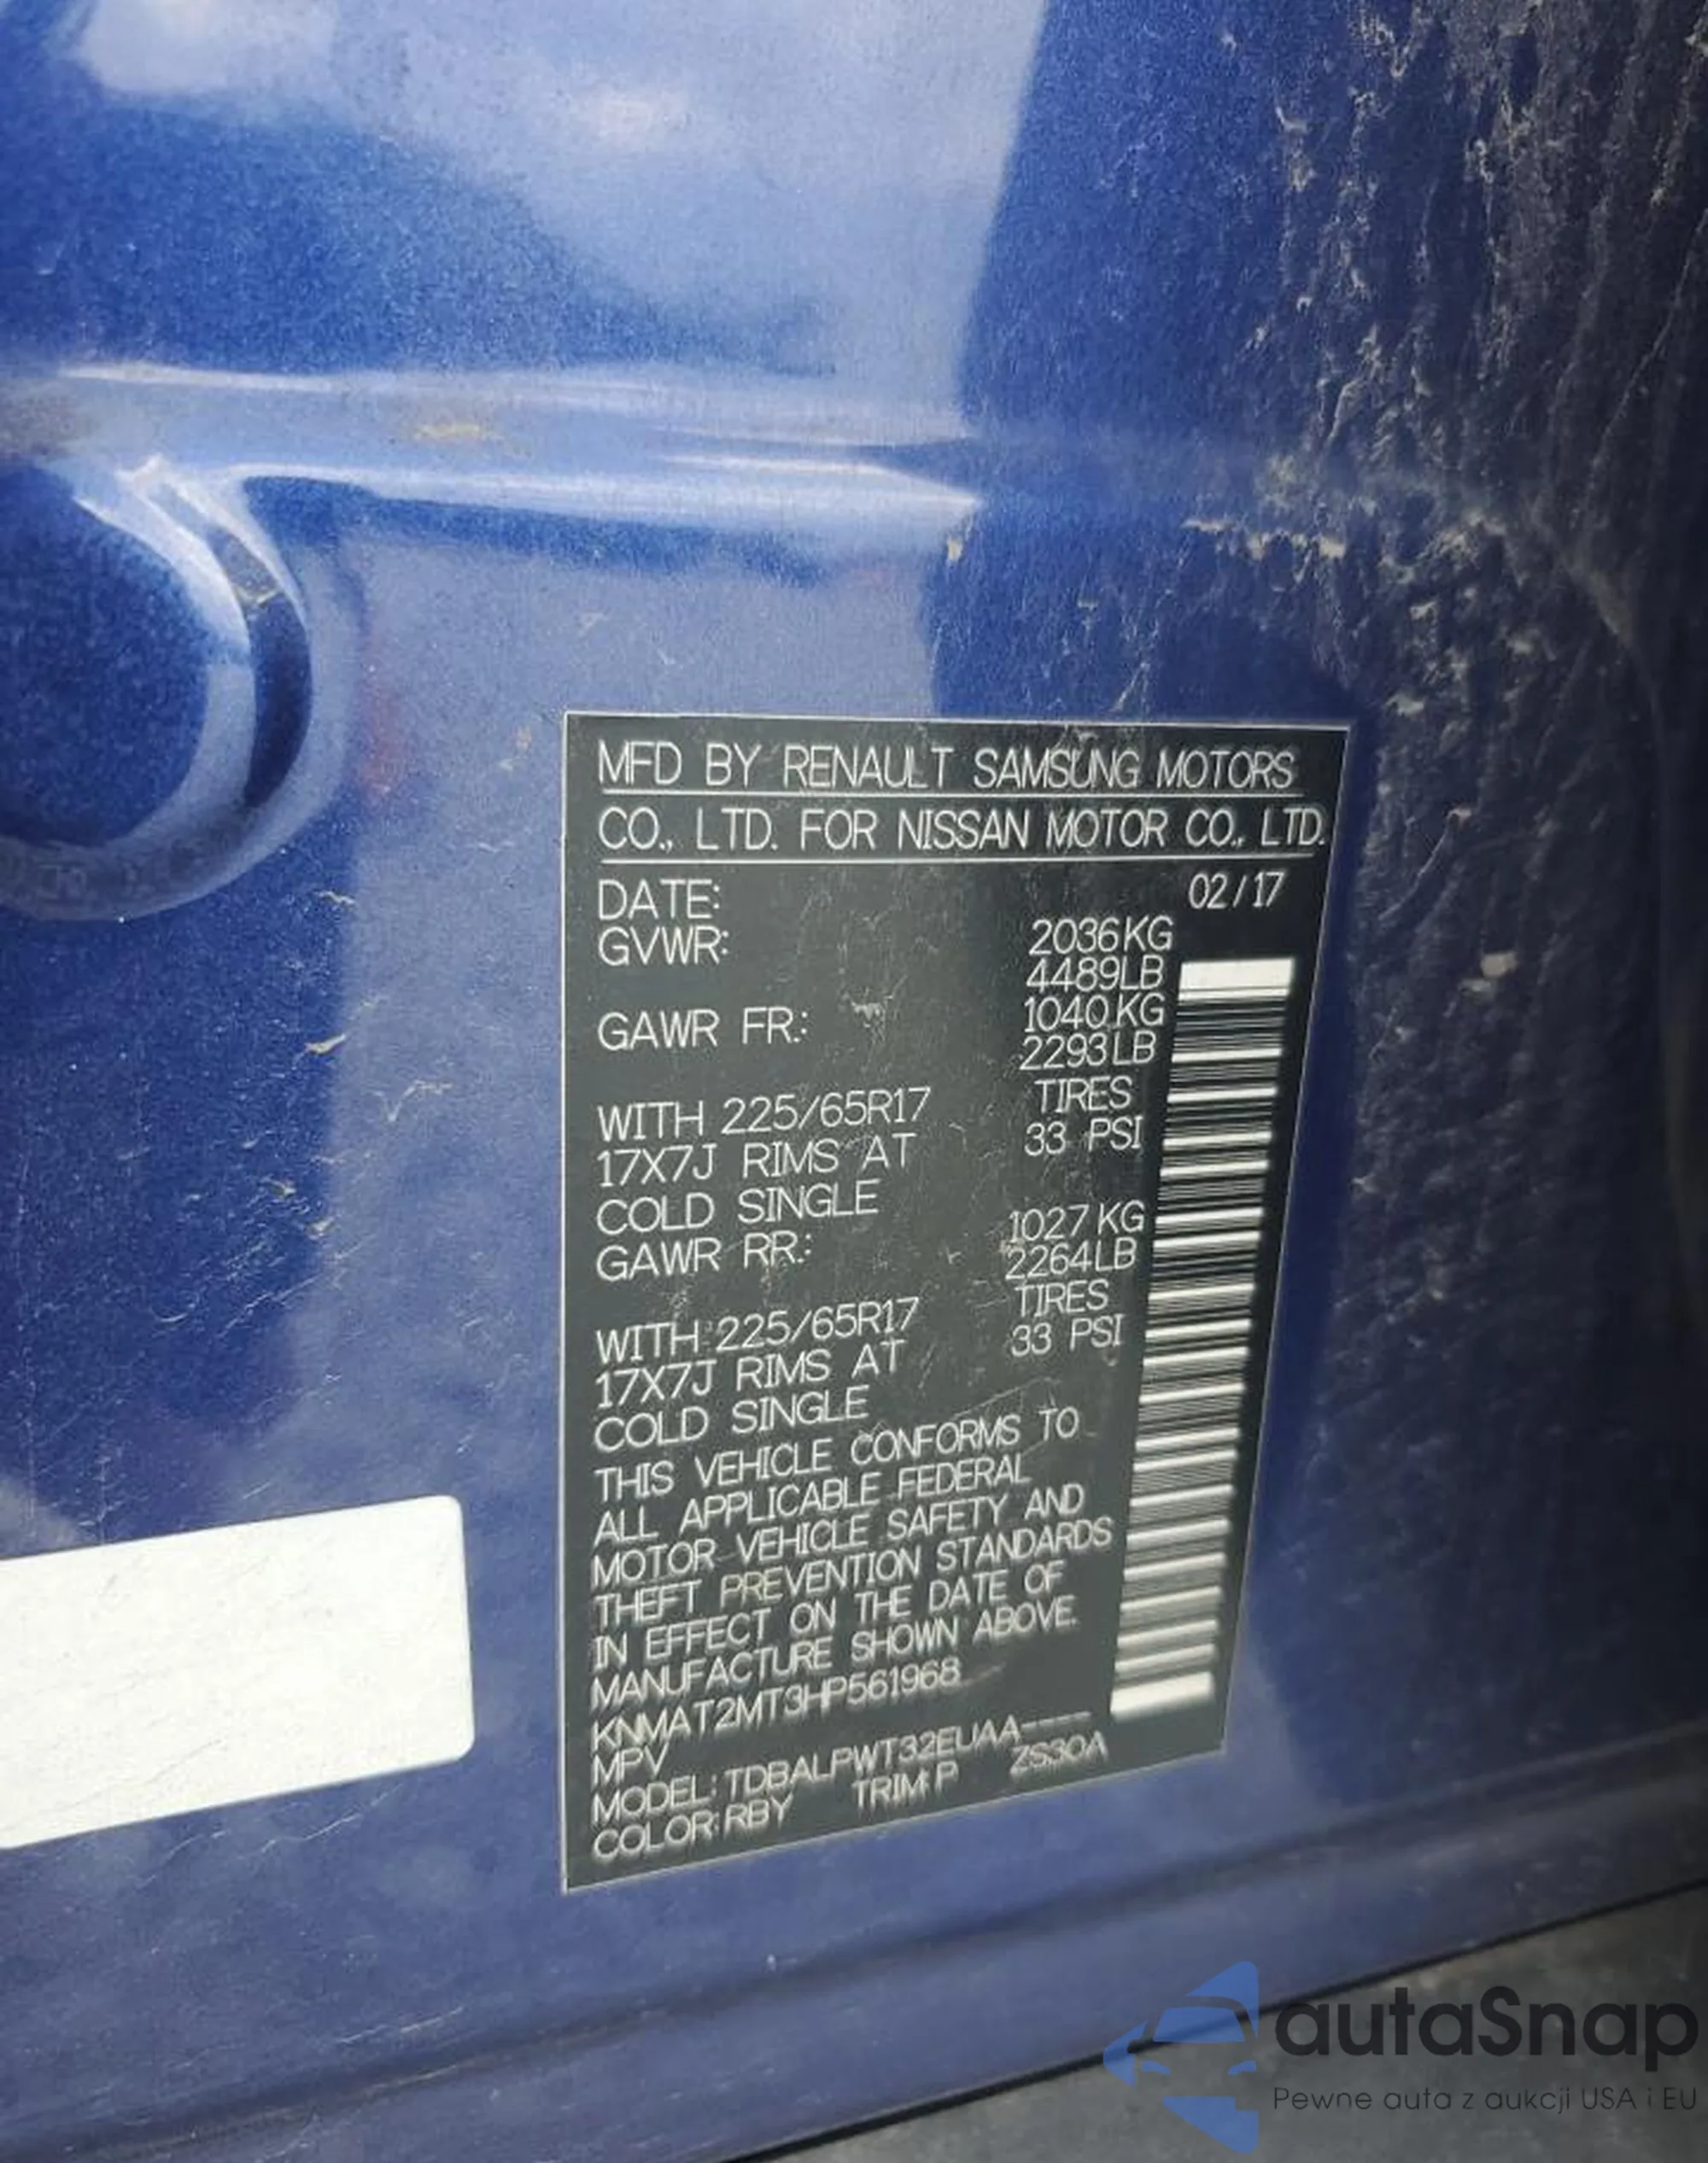 MFD BY RENAULT SAMSUNG MOTORS
CO., LTD. FOR NISSAN MOTOR CO., LTD.
DATE: 02/17
GVWR: 2036KG
4489LB
GAWR FR.: 1040KG
2293LB
WITH 225/65R17 TIRES
17X7J RIMS AT 33 PSI
COLD SINGLE
GAWR RR.: 1027KG
2264LB
WITH 225/65R17 TIRES
17X7J RIMS AT 33 PSI
COLD SINGLE
THIS VEHICLE CONFORMS TO
ALL APPLICABLE FEDERAL
MOTOR VEHICLE SAFETY AND
THEFT PREVENTION STANDARDS
IN EFFECT ON THE DATE OF
MANUFACTURE SHOWN ABOVE.
KNMAT2MT3HP561968
MPV
MODEL: TDBALPWT32EUAA----
COLOR: RBY TRIM: P ZS30A
autaSnap
Pewne auta z aukcji USA i EU